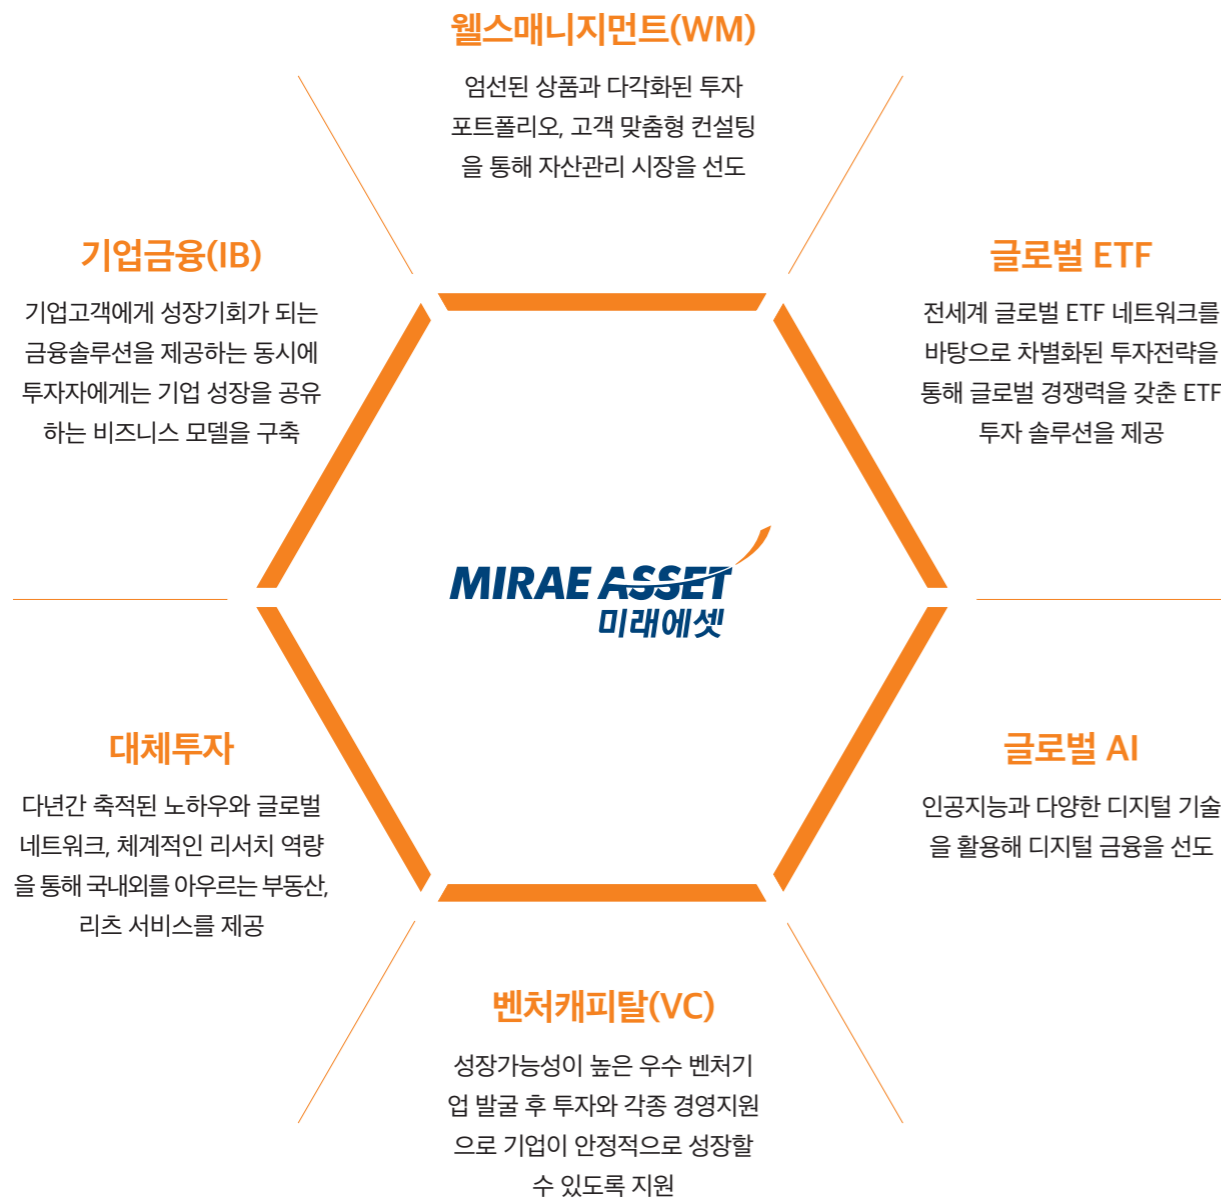 웰스매니지먼트(WM)
엄선된 상품과 다각화된 투자
포트폴리오, 고객 맞춤형 컨설팅
을 통해 자산관리 시장을 선도
기업금융(IB)
기업고객에게 성장기회가 되는
금융솔루션을 제공하는 동시에
투자자에게는 기업 성장을 공유
하는 비즈니스 모델을 구축
글로벌 ETF
전세계 글로벌 ETF 네트워크를
바탕으로 차별화된 투자전략을
통해 글로벌 경쟁력을 갖춘 ETF
투자 솔루션을 제공
MIRAE ASSET
미래에셋
대체투자
다년간 축적된 노하우와 글로벌
네트워크, 체계적인 리서치 역량
을 통해 국내외를 아우르는 부동산,
리츠 서비스를 제공
글로벌 AI
인공지능과 다양한 디지털 기술
을 활용해 디지털 금융을 선도
벤처캐피탈(VC)
성장가능성이 높은 우수 벤처기
업 발굴 후 투자와 각종 경영지원
으로 기업이 안정적으로 성장할
수 있도록 지원